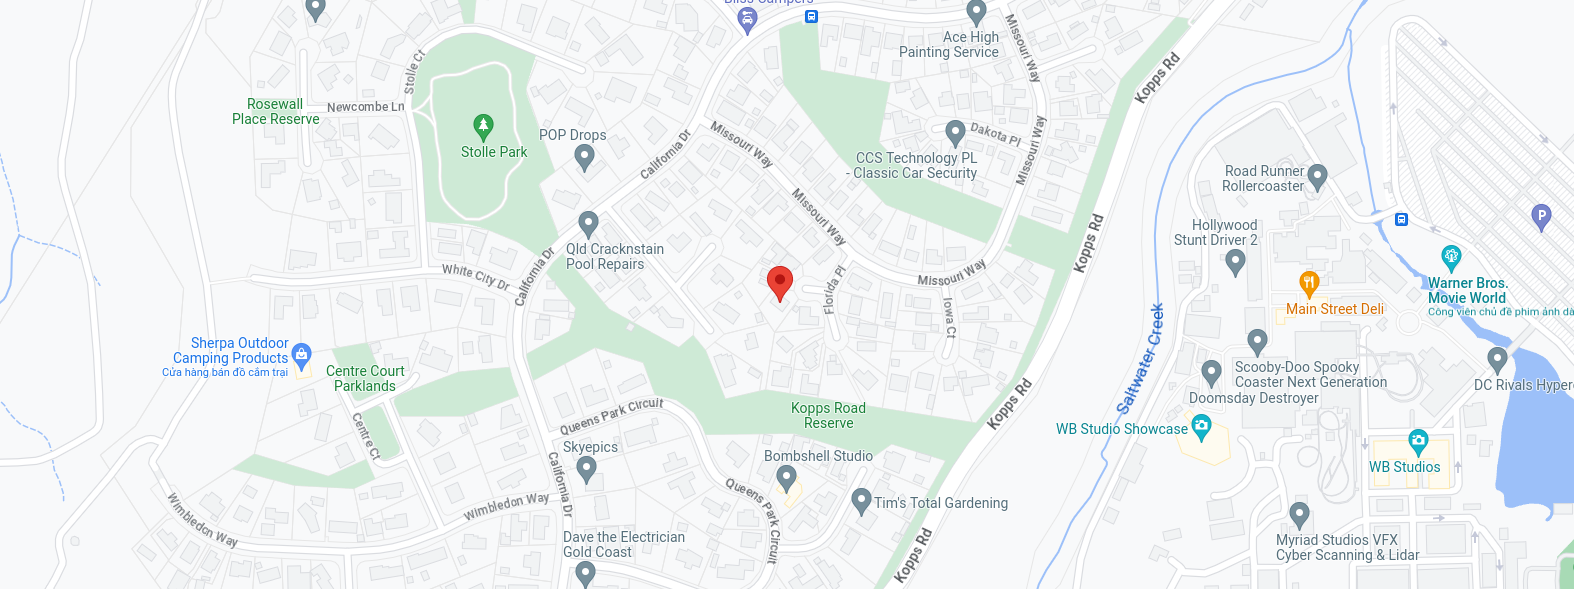 Bliss Campers
Ace High
Painting Service
Missouri Way
Kopps Rd
Stolle Ct
Rosewall
Place Reserve
Newcombe Ln
Stolle Park
POP Drops
California Dr
Missouri Way
Dakota Pl
CCS Technology PL
- Classic Car Security
Missouri Way
Road Runner
Rollercoaster
Missouri Way
Kopps Rd
Hollywood
Stunt Driver 2
P
Qld Cracknstain
Pool Repairs
White City Dr
California Dr
Florida Pl
Missouri Way
Iowa Ct
Warner Bros.
Movie World
Công viên chủ đề phim ảnh dà
Main Street Deli
Saltwater Creek
Sherpa Outdoor
Camping Products
Cửa hàng bán đồ cắm trại
Centre Court
Parklands
Scooby-Doo Spooky
Coaster Next Generation
Doomsday Destroyer
DC Rivals Hyperc
Kopps Road
Reserve
Kopps Rd
Queens Park Circuit
Centre Ct
WB Studio Showcase
WB Studios
Skyepics
Bombshell Studio
California Dr
Queens Park Circuit
Tim's Total Gardening
Wimbledon Way
Wimbledon Way
Dave the Electrician
Gold Coast
Kopps Rd
Myriad Studios VFX
Cyber Scanning & Lidar